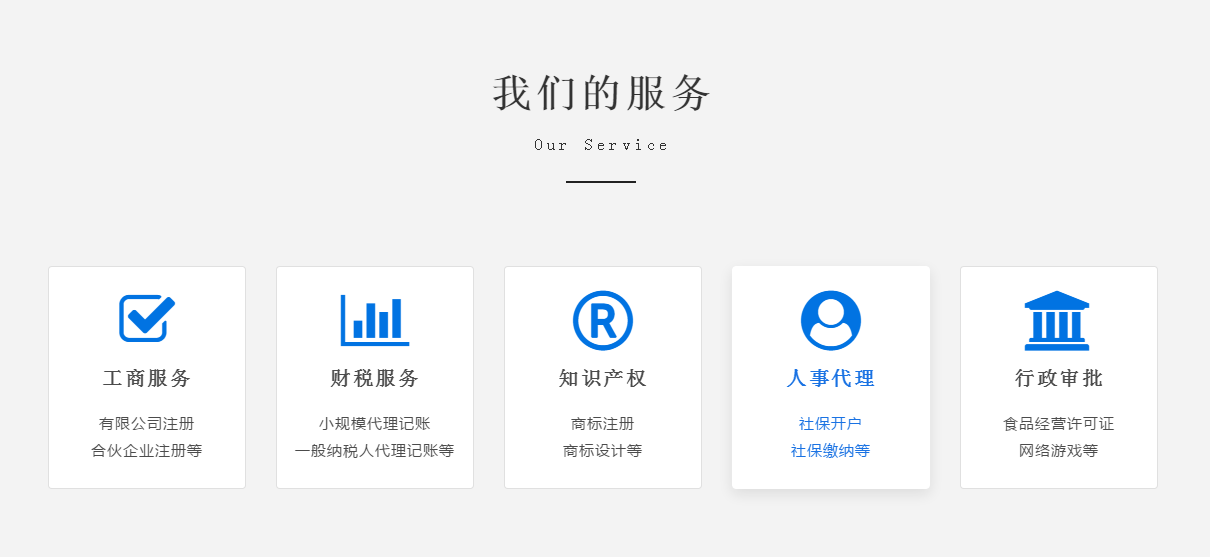 我们的服务
Our Service
工商服务
有限公司注册
合伙企业注册等
财税服务
小规模代理记账
一般纳税人代理记账等
R
知识产权
商标注册
商标设计等
人事代理
社保开户
社保缴纳等
行政审批
食品经营许可证
网络游戏等